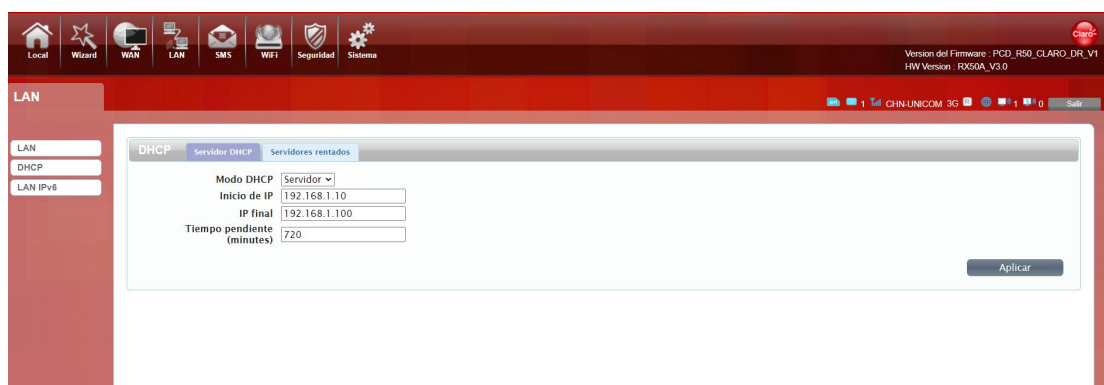 Claro
Local Wizard WAN LAN SMS WiFi Seguridad Sistema
Version del Firmware : PCD_R50_CLARO_DR_V1
HW Version : RX50A_V3.0
LAN
1 CHN-UNICOM 3G R 1 0 Salir
LAN
DHCP
LAN IPv6
DHCP Servidor DHCP Servidores rentados
Modo DHCP Servidor
Inicio de IP 192.168.1.10
IP final 192.168.1.100
Tiempo pendiente
(minutes) 720
Aplicar